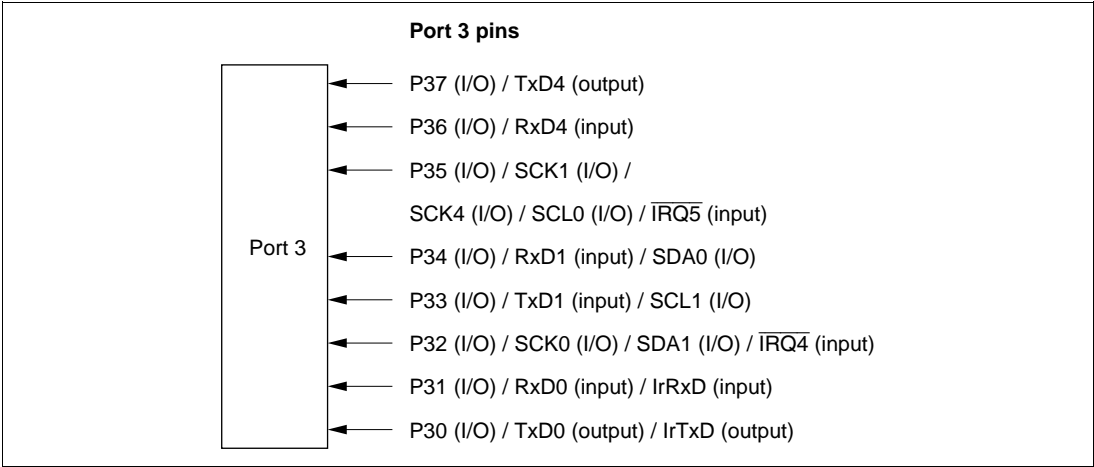 Port 3 pins
P37 (I/O) / TxD4 (output)
P36 (I/O) / RxD4 (input)
P35 (I/O) / SCK1 (I/O) /
SCK4 (I/O) / SCL0 (I/O) / I̅R̅Q̅5̅ (input)
Port 3
P34 (I/O) / RxD1 (input) / SDA0 (I/O)
P33 (I/O) / TxD1 (input) / SCL1 (I/O)
P32 (I/O) / SCK0 (I/O) / SDA1 (I/O) / I̅R̅Q̅4̅ (input)
P31 (I/O) / RxD0 (input) / IrRxD (input)
P30 (I/O) / TxD0 (output) / IrTxD (output)